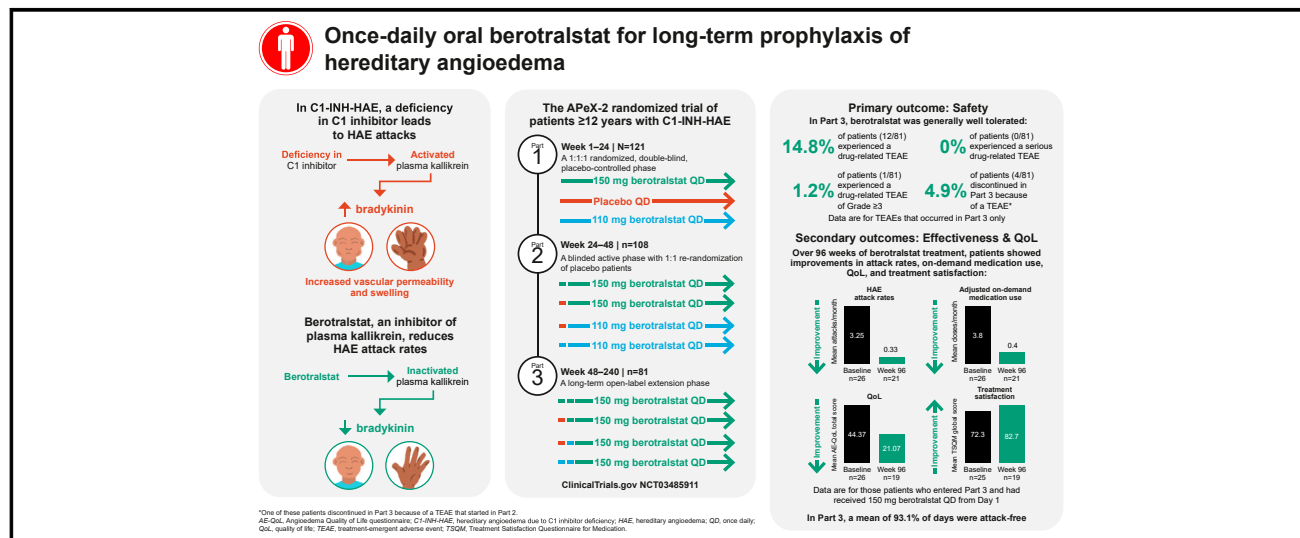 Once-daily oral berotralstat for long-term prophylaxis of
hereditary angioedema
In C1-INH-HAE, a deficiency
in C1 inhibitor leads
to HAE attacks
Deficiency in
C1 inhibitor
Activated
plasma kallikrein
bradykinin
Increased vascular permeability
and swelling
Berotralstat, an inhibitor of
plasma kallikrein, reduces
HAE attack rates
Berotralstat
Inactivated
plasma kallikrein
bradykinin
The APeX-2 randomized trial of
patients ≥12 years with C1-INH-HAE
Part
1
Week 1–24 | N=121
A 1:1:1 randomized, double-blind,
placebo-controlled phase
150 mg berotralstat QD
Placebo QD
110 mg berotralstat QD
Part
2
Week 24–48 | n=108
A blinded active phase with 1:1 re-randomization
of placebo patients
150 mg berotralstat QD
150 mg berotralstat QD
110 mg berotralstat QD
110 mg berotralstat QD
Part
3
Week 48–240 | n=81
A long-term open-label extension phase
150 mg berotralstat QD
150 mg berotralstat QD
150 mg berotralstat QD
150 mg berotralstat QD
ClinicalTrials.gov NCT03485911
Primary outcome: Safety
In Part 3, berotralstat was generally well tolerated:
14.8%
of patients (12/81)
experienced a
drug-related TEAE
0%
of patients (0/81)
experienced a serious
drug-related TEAE
1.2%
of patients (1/81)
experienced a
drug-related TEAE
of Grade ≥3
4.9%
of patients (4/81)
discontinued in
Part 3 because
of a TEAE*
Data are for TEAEs that occurred in Part 3 only
Secondary outcomes: Effectiveness & QoL
Over 96 weeks of berotralstat treatment, patients showed
improvements in attack rates, on-demand medication use,
QoL, and treatment satisfaction:
HAE
attack rates
Improvement
Mean attacks/month
3.25
0.33
Baseline
n=26
Week 96
n=21
Adjusted on-demand
medication use
Improvement
Mean doses/month
3.8
0.4
Baseline
n=26
Week 96
n=21
QoL
Improvement
Mean AE-QoL total score
44.37
21.07
Baseline
n=26
Week 96
n=19
Treatment
satisfaction
Improvement
Mean TSQM global score
72.3
82.7
Baseline
n=25
Week 96
n=19
Data are for those patients who entered Part 3 and had
received 150 mg berotralstat QD from Day 1
In Part 3, a mean of 93.1% of days were attack-free
*One of these patients discontinued in Part 3 because of a TEAE that started in Part 2.
AE-QoL, Angioedema Quality of Life questionnaire; C1-INH-HAE, hereditary angioedema due to C1 inhibitor deficiency; HAE, hereditary angioedema; QD, once daily;
QoL, quality of life; TEAE, treatment-emergent adverse event; TSQM, Treatment Satisfaction Questionnaire for Medication.